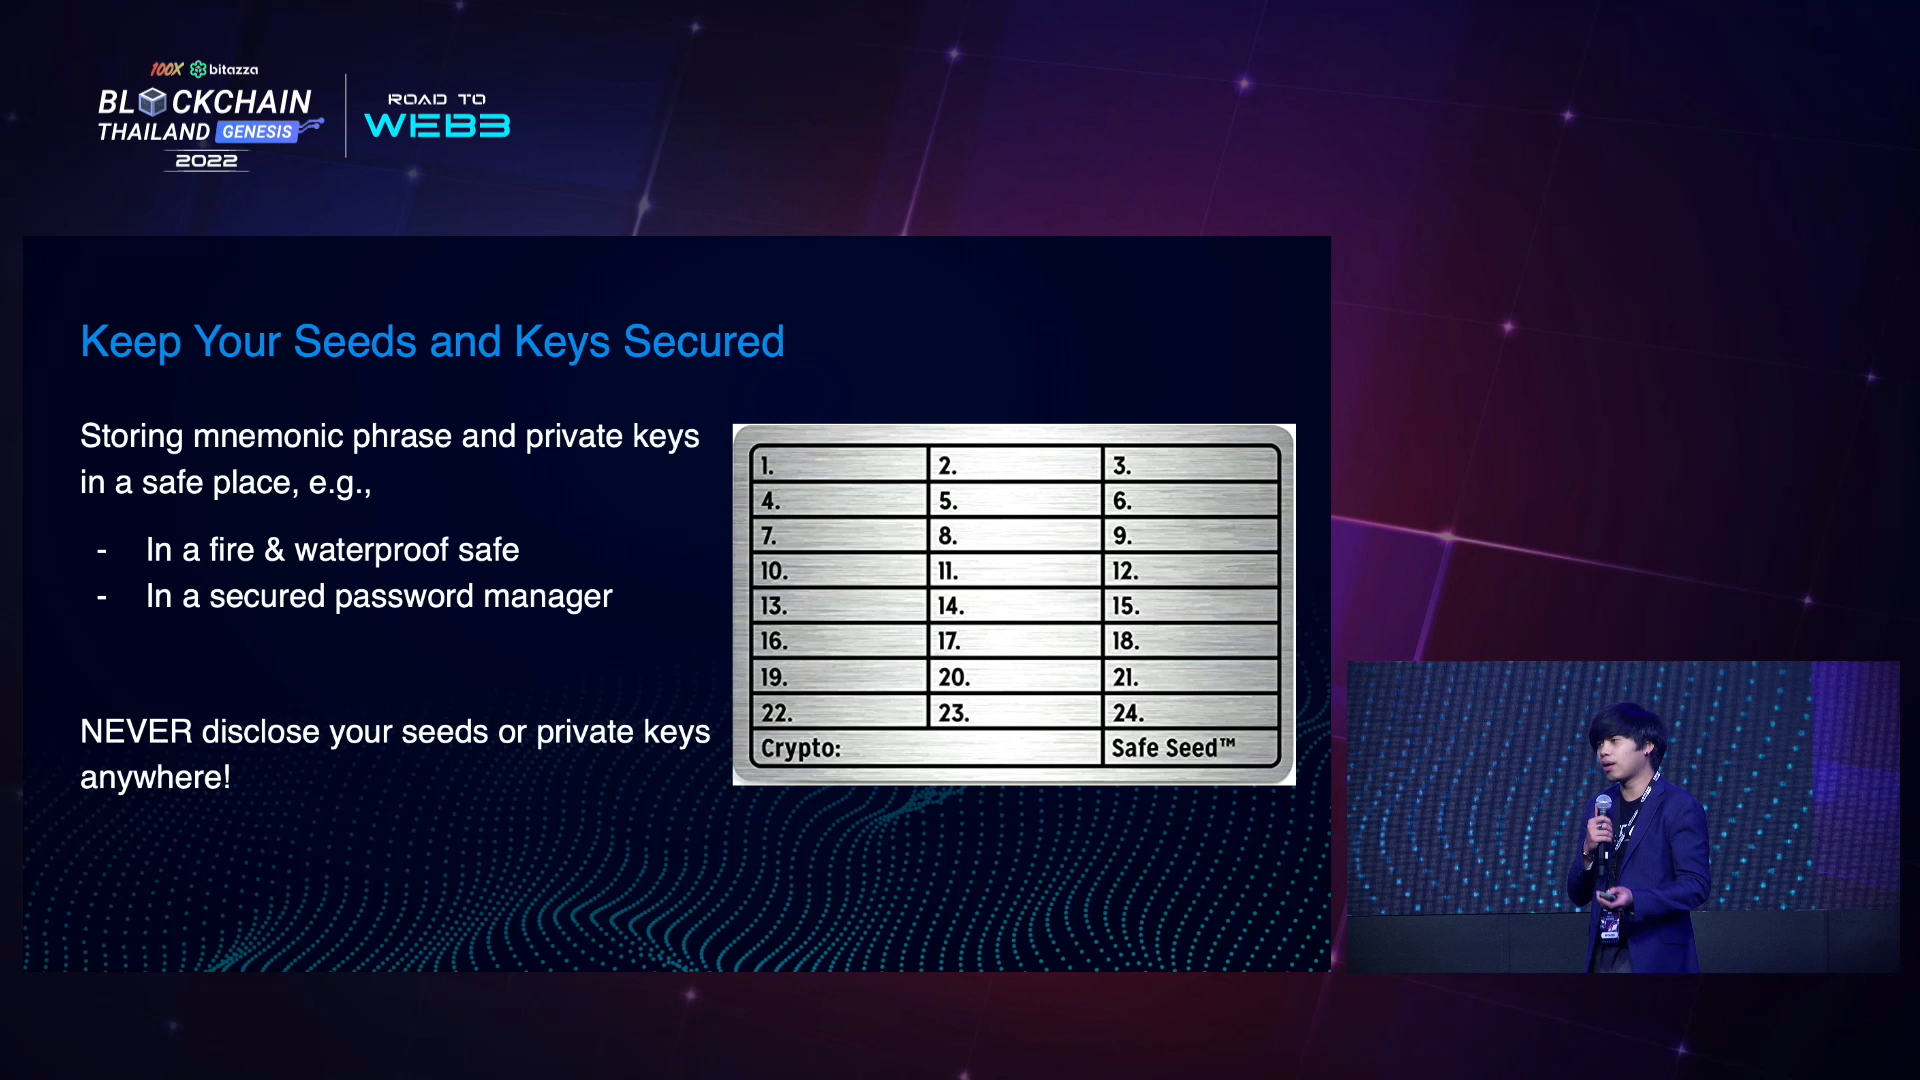 100X bitazza
BLOCKCHAIN
THAILAND GENESIS
2022
ROAD TO
WEB3
Keep Your Seeds and Keys Secured
Storing mnemonic phrase and private keys
in a safe place, e.g.,
- In a fire & waterproof safe
- In a secured password manager
NEVER disclose your seeds or private keys
anywhere!
1. 2. 3.
4. 5. 6.
7. 8. 9.
10. 11. 12.
13. 14. 15.
16. 17. 18.
19. 20. 21.
22. 23. 24.
Crypto: Safe Seed™